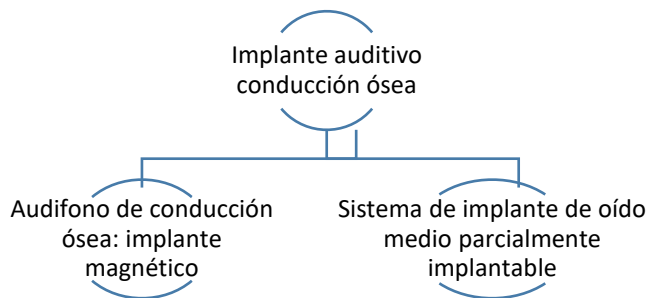 Implante auditivo
conducción ósea
Audifono de conducción
ósea: implante
magnético
Sistema de implante de oído
medio parcialmente
implantable